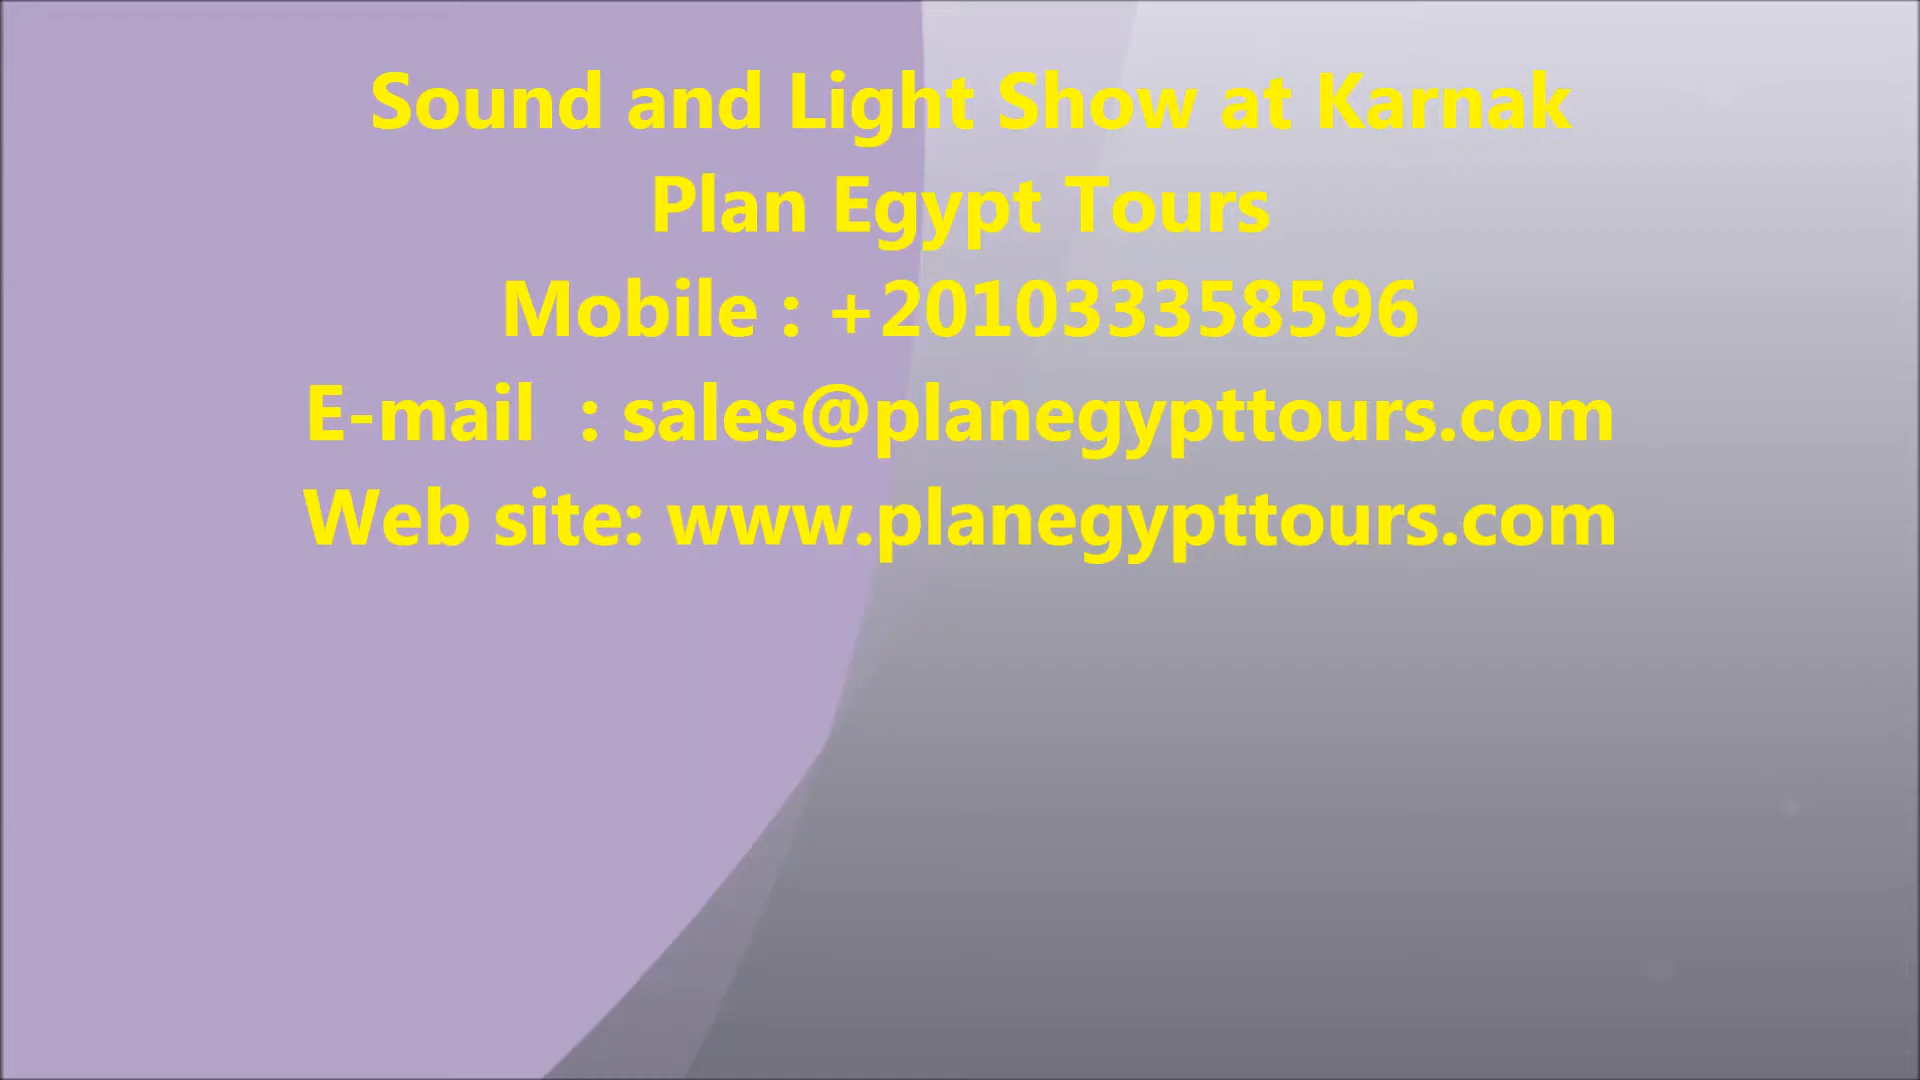 Sound and Light Show at Karnak
Plan Egypt Tours
Mobile : +201033358596
E-mail  : sales@planegypttours.com
Web site: www.planegypttours.com